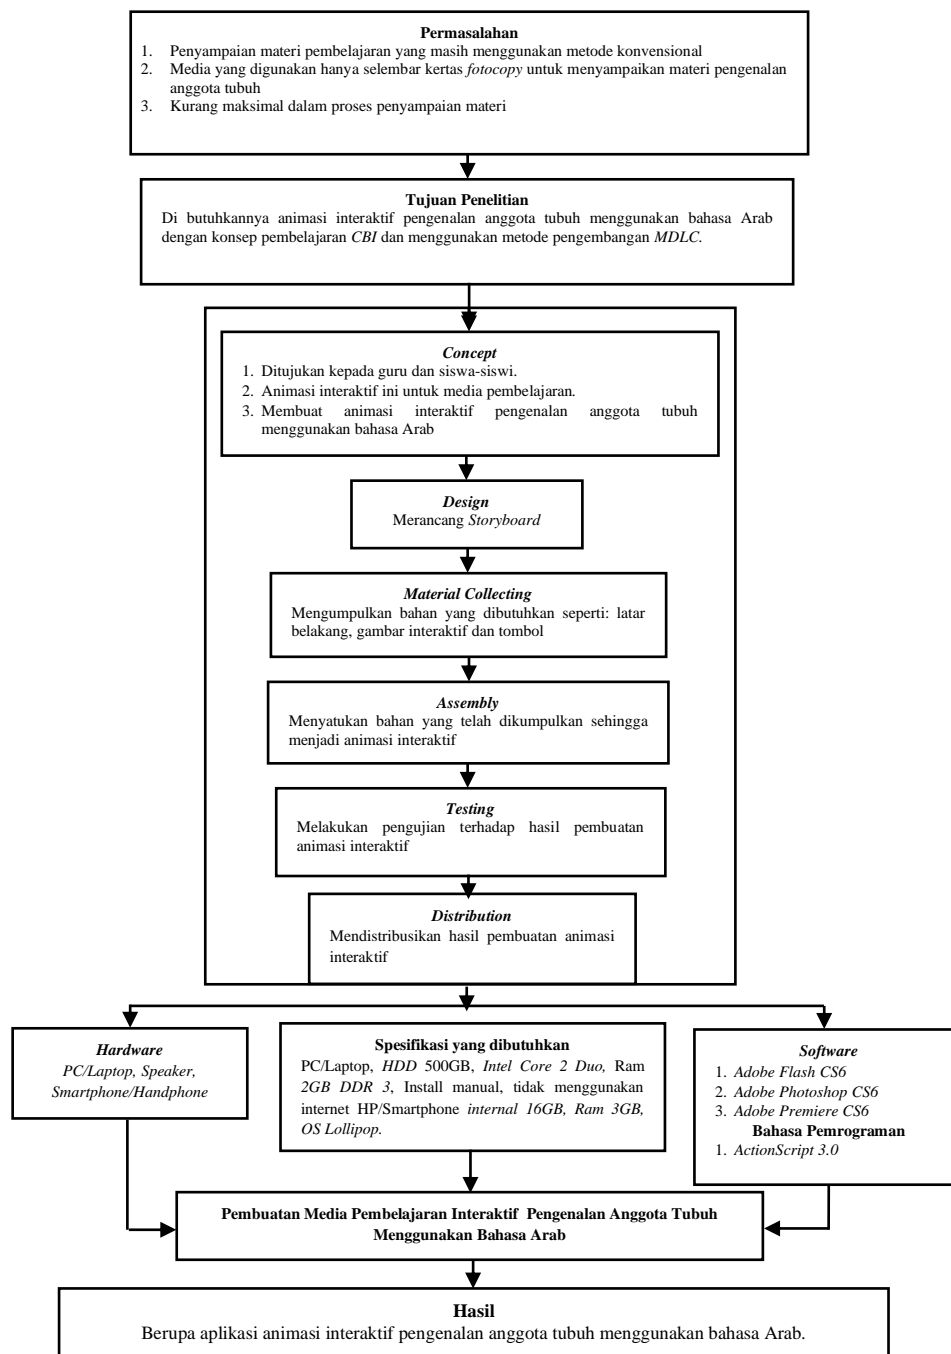 Permasalahan
1. Penyampaian materi pembelajaran yang masih menggunakan metode konvensional
2. Media yang digunakan hanya selembar kertas fotocopy untuk menyampaikan materi pengenalan
anggota tubuh
3. Kurang maksimal dalam proses penyampaian materi
Tujuan Penelitian
Di butuhkannya animasi interaktif pengenalan anggota tubuh menggunakan bahasa Arab
dengan konsep pembelajaran CBI dan menggunakan metode pengembangan MDLC.
Concept
1. Ditujukan kepada guru dan siswa-siswi.
2. Animasi interaktif ini untuk media pembelajaran.
3. Membuat animasi interaktif pengenalan anggota tubuh
menggunakan bahasa Arab
Design
Merancang Storyboard
Material Collecting
Mengumpulkan bahan yang dibutuhkan seperti: latar
belakang, gambar interaktif dan tombol
Assembly
Menyatukan bahan yang telah dikumpulkan sehingga
menjadi animasi interaktif
Testing
Melakukan pengujian terhadap hasil pembuatan
animasi interaktif
Distribution
Mendistribusikan hasil pembuatan animasi
interaktif
Hardware
PC/Laptop, Speaker,
Smartphone/Handphone
Spesifikasi yang dibutuhkan
PC/Laptop, HDD 500GB, Intel Core 2 Duo, Ram
2GB DDR 3, Install manual, tidak menggunakan
internet HP/Smartphone internal 16GB, Ram 3GB,
OS Lollipop.
Software
1. Adobe Flash CS6
2. Adobe Photoshop CS6
3. Adobe Premiere CS6
Bahasa Pemrograman
1. ActionScript 3.0
Pembuatan Media Pembelajaran Interaktif Pengenalan Anggota Tubuh
Menggunakan Bahasa Arab
Hasil
Berupa aplikasi animasi interaktif pengenalan anggota tubuh menggunakan bahasa Arab.